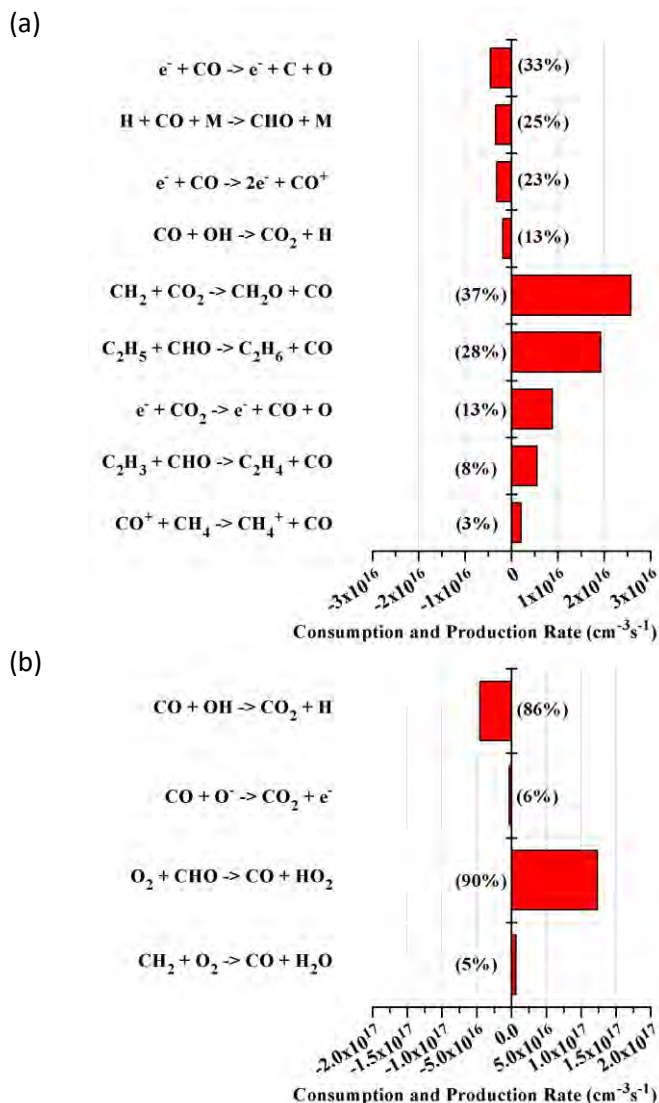 (a)
e⁻ + CO -> e⁻ + C + O (33%)
H + CO + M -> CHO + M (25%)
e⁻ + CO -> 2e⁻ + CO⁺ (23%)
CO + OH -> CO₂ + H (13%)
CH₂ + CO₂ -> CH₂O + CO (37%)
C₂H₅ + CHO -> C₂H₆ + CO (28%)
e⁻ + CO₂ -> e⁻ + CO + O (13%)
C₂H₃ + CHO -> C₂H₄ + CO (8%)
CO⁺ + CH₄ -> CH₄⁺ + CO (3%)
-3x10¹⁶ -2x10¹⁶ -1x10¹⁶ 0 1x10¹⁶ 2x10¹⁶ 3x10¹⁶
Consumption and Production Rate (cm⁻³s⁻¹)
(b)
CO + OH -> CO₂ + H (86%)
CO + O⁻ -> CO₂ + e⁻ (6%)
O₂ + CHO -> CO + HO₂ (90%)
CH₂ + O₂ -> CO + H₂O (5%)
-2.0x10¹⁷ -1.5x10¹⁷ -1.0x10¹⁷ -5.0x10¹⁶ 0.0 5.0x10¹⁶ 1.0x10¹⁷ 1.5x10¹⁷ 2.0x10¹⁷
Consumption and Production Rate (cm⁻³s⁻¹)